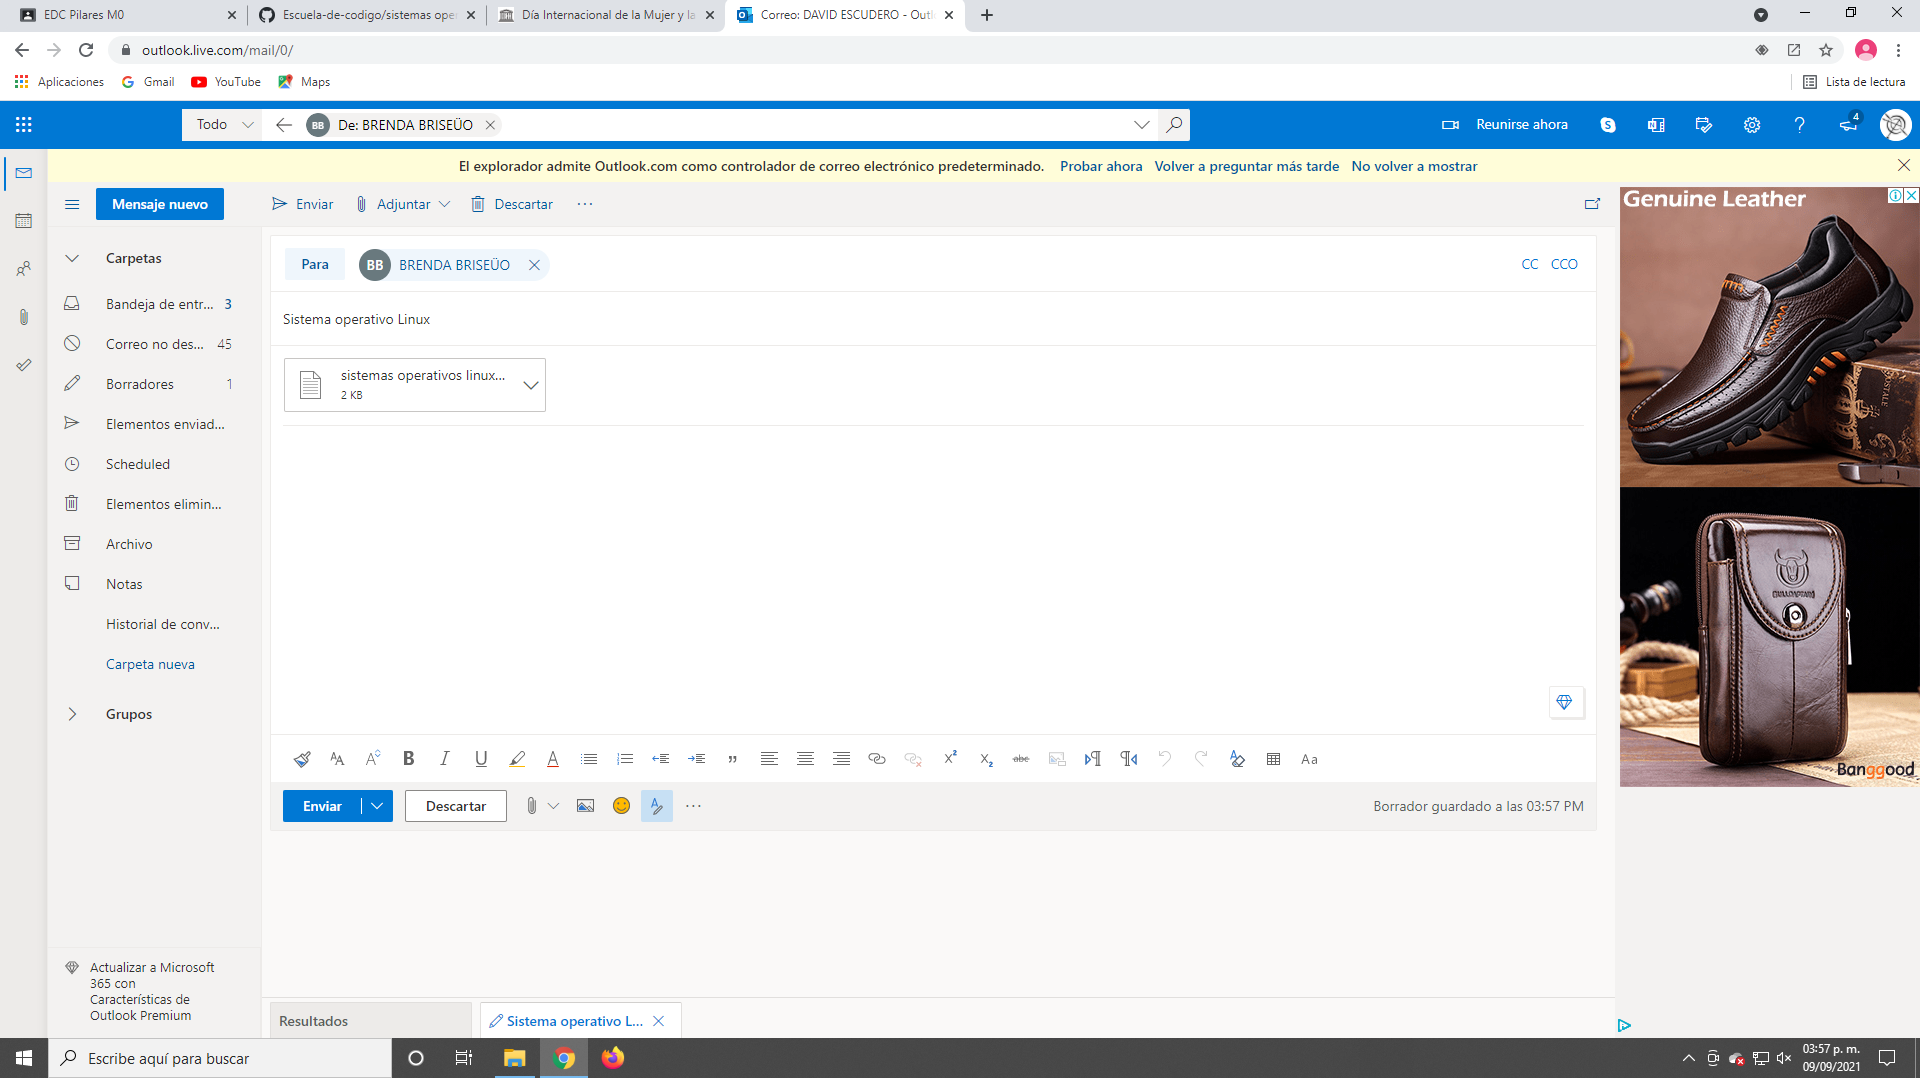 EDC Pilares M0
Escuela-de-codigo/sistemas oper
Día Internacional de la Mujer y la
Correo: DAVID ESCUDERO - Outl
outlook.live.com/mail/0/
Aplicaciones
Gmail
YouTube
Maps
Lista de lectura
Todo
BB
De: BRENDA BRISEÜO
Reunirse ahora
4
El explorador admite Outlook.com como controlador de correo electrónico predeterminado. Probar ahora Volver a preguntar más tarde No volver a mostrar
Mensaje nuevo
Enviar
Adjuntar
Descartar
Carpetas
Para
BB
BRENDA BRISEÜO
CC CCO
Bandeja de entr... 3
Sistema operativo Linux
Correo no des... 45
sistemas operativos linux...
2 KB
Borradores 1
Elementos enviad...
Scheduled
Elementos elimin...
Archivo
Notas
Historial de conv...
Carpeta nueva
Grupos
Enviar
Descartar
Borrador guardado a las 03:57 PM
Actualizar a Microsoft
365 con
Características de
Outlook Premium
Resultados
Sistema operativo L...
Genuine Leather
BULLCAPTAIN
Banggood
Escribe aquí para buscar
03:57 p. m.
09/09/2021